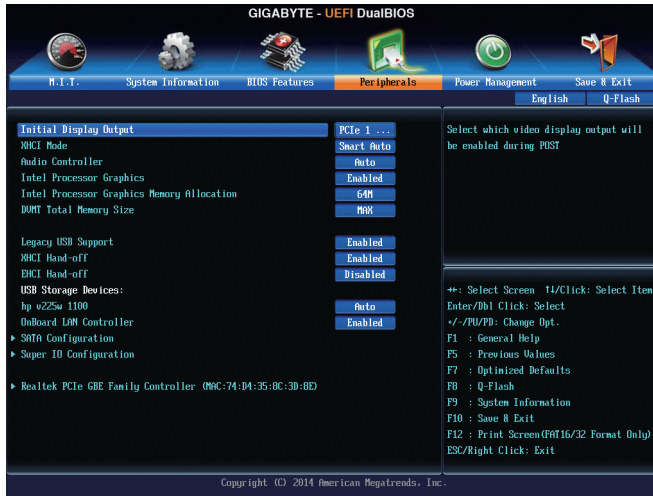 GIGABYTE - UEFI DualBIOS
M.I.T.
System Information
BIOS Features
Peripherals
Power Management
Save & Exit
English
Q-Flash
Initial Display Output PCIe 1 ...
XHCI Mode Smart Auto
Audio Controller Auto
Intel Processor Graphics Enabled
Intel Processor Graphics Memory Allocation 64M
DVMT Total Memory Size MAX
Legacy USB Support Enabled
XHCI Hand-off Enabled
EHCI Hand-off Disabled
USB Storage Devices:
hp v225w 1100 Auto
OnBoard LAN Controller Enabled
SATA Configuration
Super IO Configuration
Realtek PCIe GBE Family Controller (MAC:74:D4:35:8C:3D:8E)
Select which video display output will
be enabled during POST
→←: Select Screen ↑↓/Click: Select Item
Enter/Dbl Click: Select
+/-/PU/PD: Change Opt.
F1 : General Help
F5 : Previous Values
F7 : Optimized Defaults
F8 : Q-Flash
F9 : System Information
F10 : Save & Exit
F12 : Print Screen(FAT16/32 Format Only)
ESC/Right Click: Exit
Copyright (C) 2014 American Megatrends, Inc.